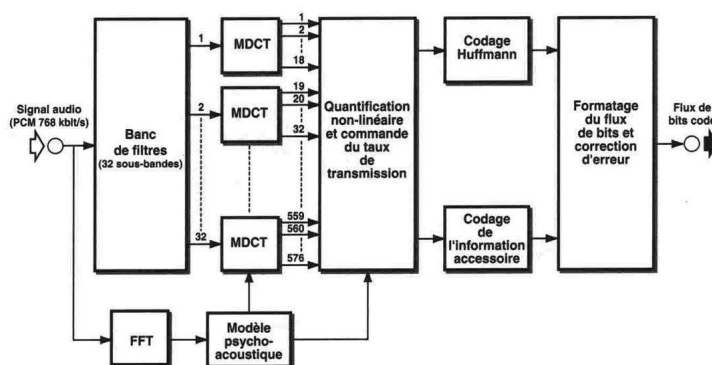 Signal audio
(PCM 768 kbit/s)
Banc
de filtres
(32 sous-bandes)
1
2
32
MDCT
MDCT
MDCT
1
2
18
19
20
32
559
560
576
Quantification
non-linéaire
et commande
du taux
de
transmission
Codage
Huffmann
Codage
de
l'information
accessoire
Formatage
du flux
de bits et
correction
d'erreur
Flux de
bits codé
FFT
Modèle
psycho-
acoustique